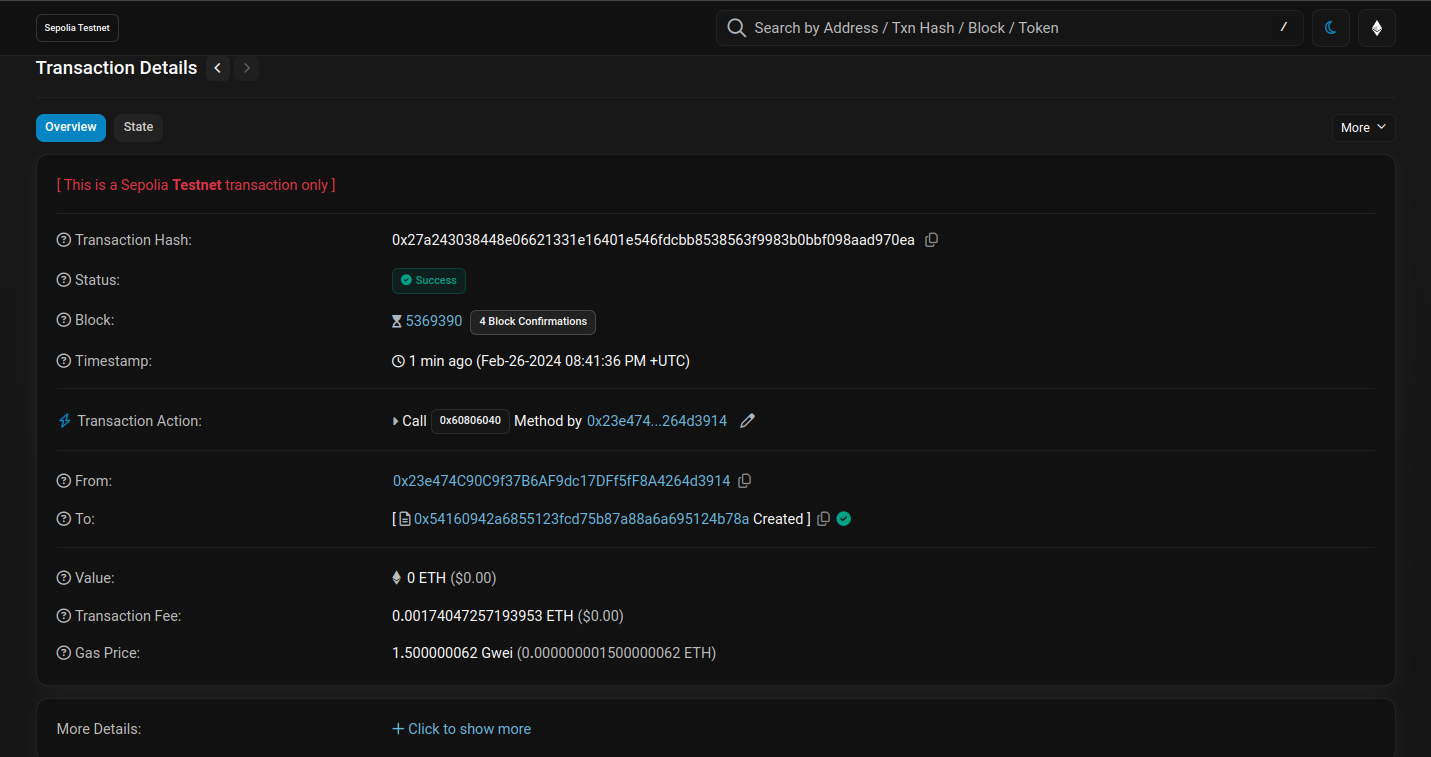 Sepolia Testnet
Search by Address / Txn Hash / Block / Token /
Transaction Details
Overview State More
[ This is a Sepolia Testnet transaction only ]
Transaction Hash: 0x27a243038448e06621331e16401e546fdcbb8538563f9983b0bbf098aad970ea
Status: Success
Block: 5369390 4 Block Confirmations
Timestamp: 1 min ago (Feb-26-2024 08:41:36 PM +UTC)
Transaction Action: Call 0x60806040 Method by 0x23e474...264d3914
From: 0x23e474C90C9f37B6AF9dc17DFf5fF8A4264d3914
To: [ 0x54160942a6855123fcd75b87a88a6a695124b78a Created ]
Value: 0 ETH ($0.00)
Transaction Fee: 0.00174047257193953 ETH ($0.00)
Gas Price: 1.500000062 Gwei (0.000000001500000062 ETH)
More Details: + Click to show more